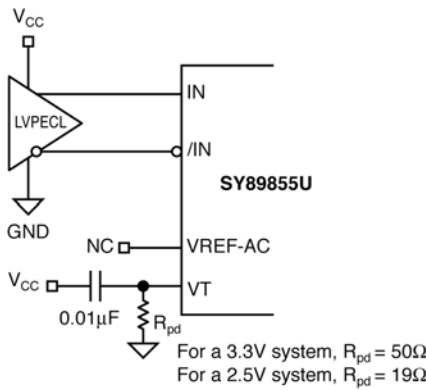 VCC
LVPECL
GND
IN
/IN
SY89855U
NC
VREF-AC
VCC
0.01µF
Rpd
VT
For a 3.3V system, Rpd = 50Ω
For a 2.5V system, Rpd = 19Ω